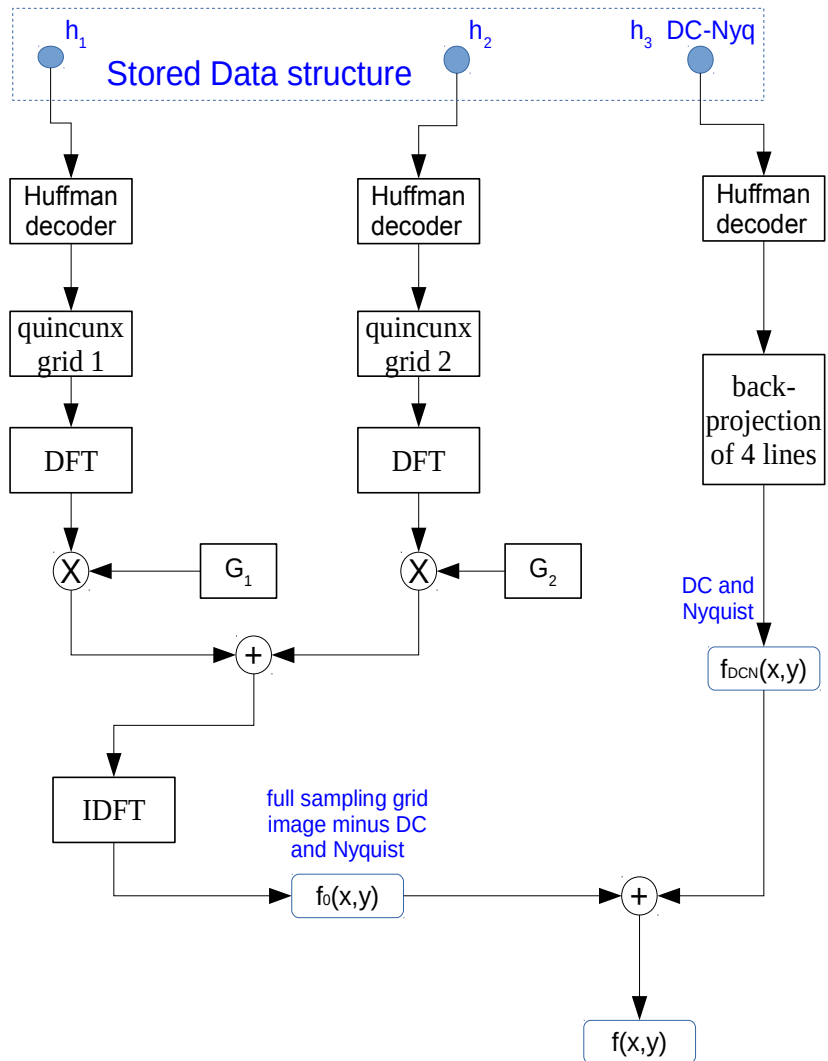 h1
h2
h3 DC-Nyq
Stored Data structure
Huffman
decoder
Huffman
decoder
Huffman
decoder
quincunx
grid 1
quincunx
grid 2
back-
projection
of 4 lines
DFT
DFT
X
G1
X
G2
DC and
Nyquist
+
fDCN(x,y)
IDFT
full sampling grid
image minus DC
and Nyquist
f0(x,y)
+
f(x,y)